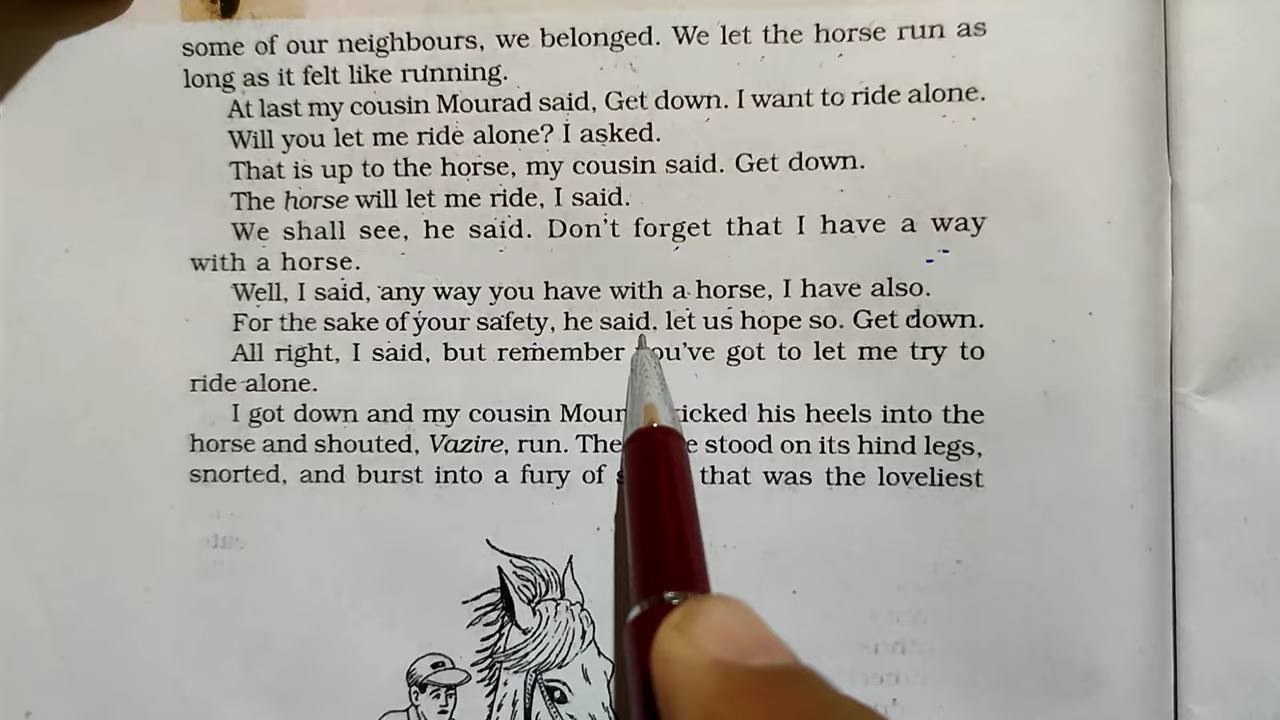 some of our neighbours, we belonged. We let the horse run as
long as it felt like running.
At last my cousin Mourad said, Get down. I want to ride alone.
Will you let me ride alone? I asked.
That is up to the horse, my cousin said. Get down.
The horse will let me ride, I said.
We shall see, he said. Don't forget that I have a way
with a horse.
Well, I said, any way you have with a horse, I have also.
For the sake of your safety, he said. let us hope so. Get down.
All right, I said, but remember you've got to let me try to
ride alone.
I got down and my cousin Mourad kicked his heels into the
horse and shouted, Vazire, run. The horse stood on its hind legs,
snorted, and burst into a fury of that was the loveliest